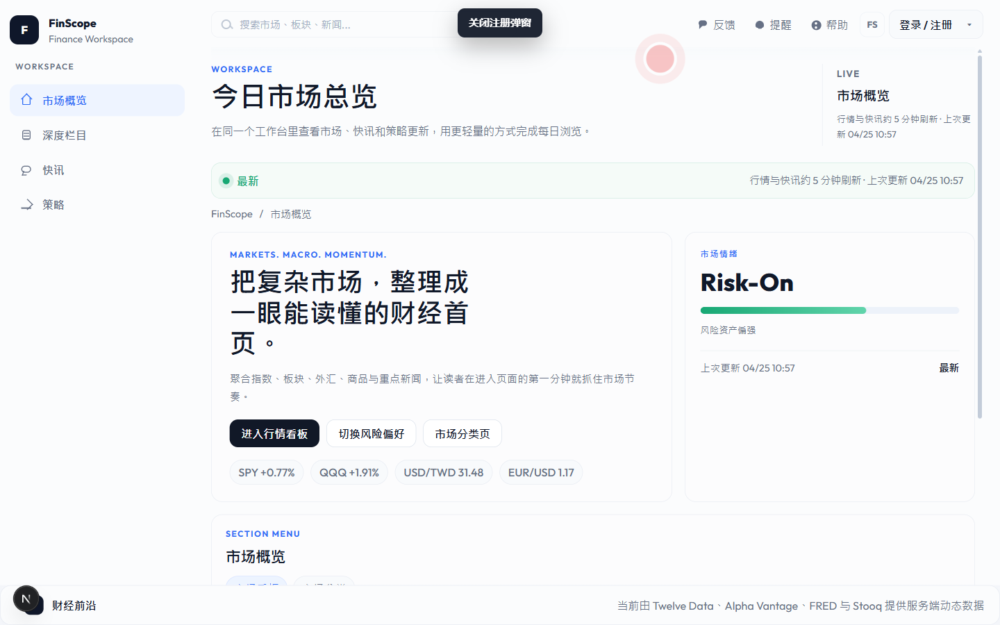 F
FinScope
Finance Workspace
搜索市场、板块、新闻...
关闭注册弹窗
反馈
提醒
帮助
FS
登录 / 注册
WORKSPACE
市场概览
深度栏目
快讯
策略
WORKSPACE
今日市场总览
在同一个工作台里查看市场、快讯和策略更新，用更轻量的方式完成每日浏览。
LIVE
市场概览
行情与快讯约 5 分钟刷新 · 上次更
新 04/25 10:57
最新
行情与快讯约 5 分钟刷新 · 上次更新 04/25 10:57
FinScope / 市场概览
MARKETS. MACRO. MOMENTUM.
把复杂市场，整理成
一眼能读懂的财经首
页。
聚合指数、板块、外汇、商品与重点新闻，让读者在进入页面的第一分钟就抓住市场节
奏。
进入行情看板
切换风险偏好
市场分类页
SPY +0.77%
QQQ +1.91%
USD/TWD 31.48
EUR/USD 1.17
市场情绪
Risk-On
风险资产偏强
上次更新 04/25 10:57
最新
SECTION MENU
市场概览
N
财经前沿
当前由 Twelve Data、Alpha Vantage、FRED 与 Stooq 提供服务端动态数据